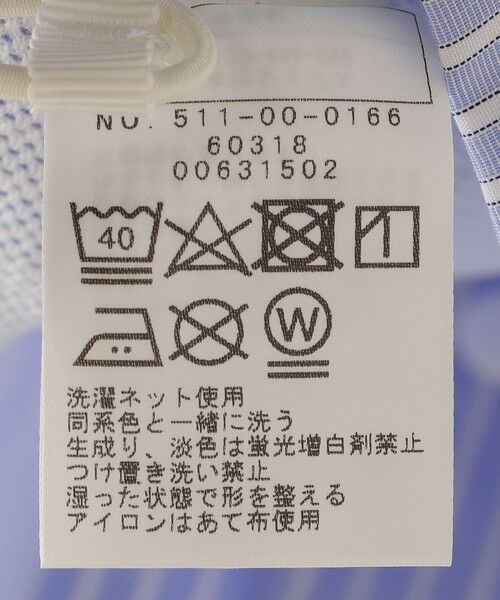 NO. 511-00-0166
60318
00631502
40
W
洗濯ネット使用
同系色と一緒に洗う
生成り、淡色は蛍光増白剤禁止
つけ置き洗い禁止
湿った状態で形を整える
アイロンはあて布使用